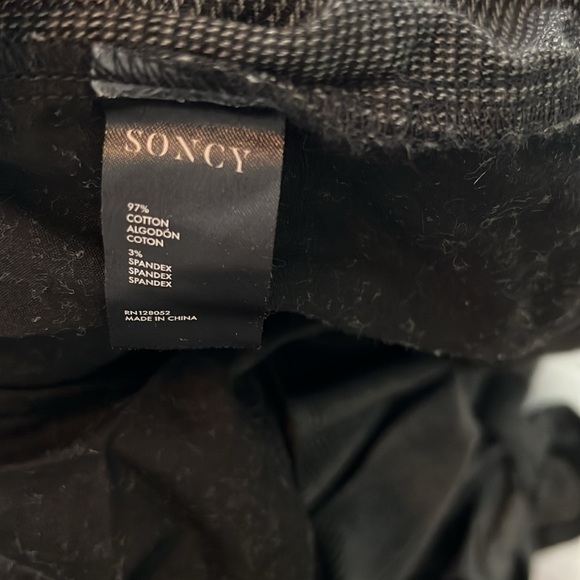 SONCY
97%
COTTON
ALGODÓN
COTON
3%
SPANDEX
SPANDEX
SPANDEX
RN128052
MADE IN CHINA